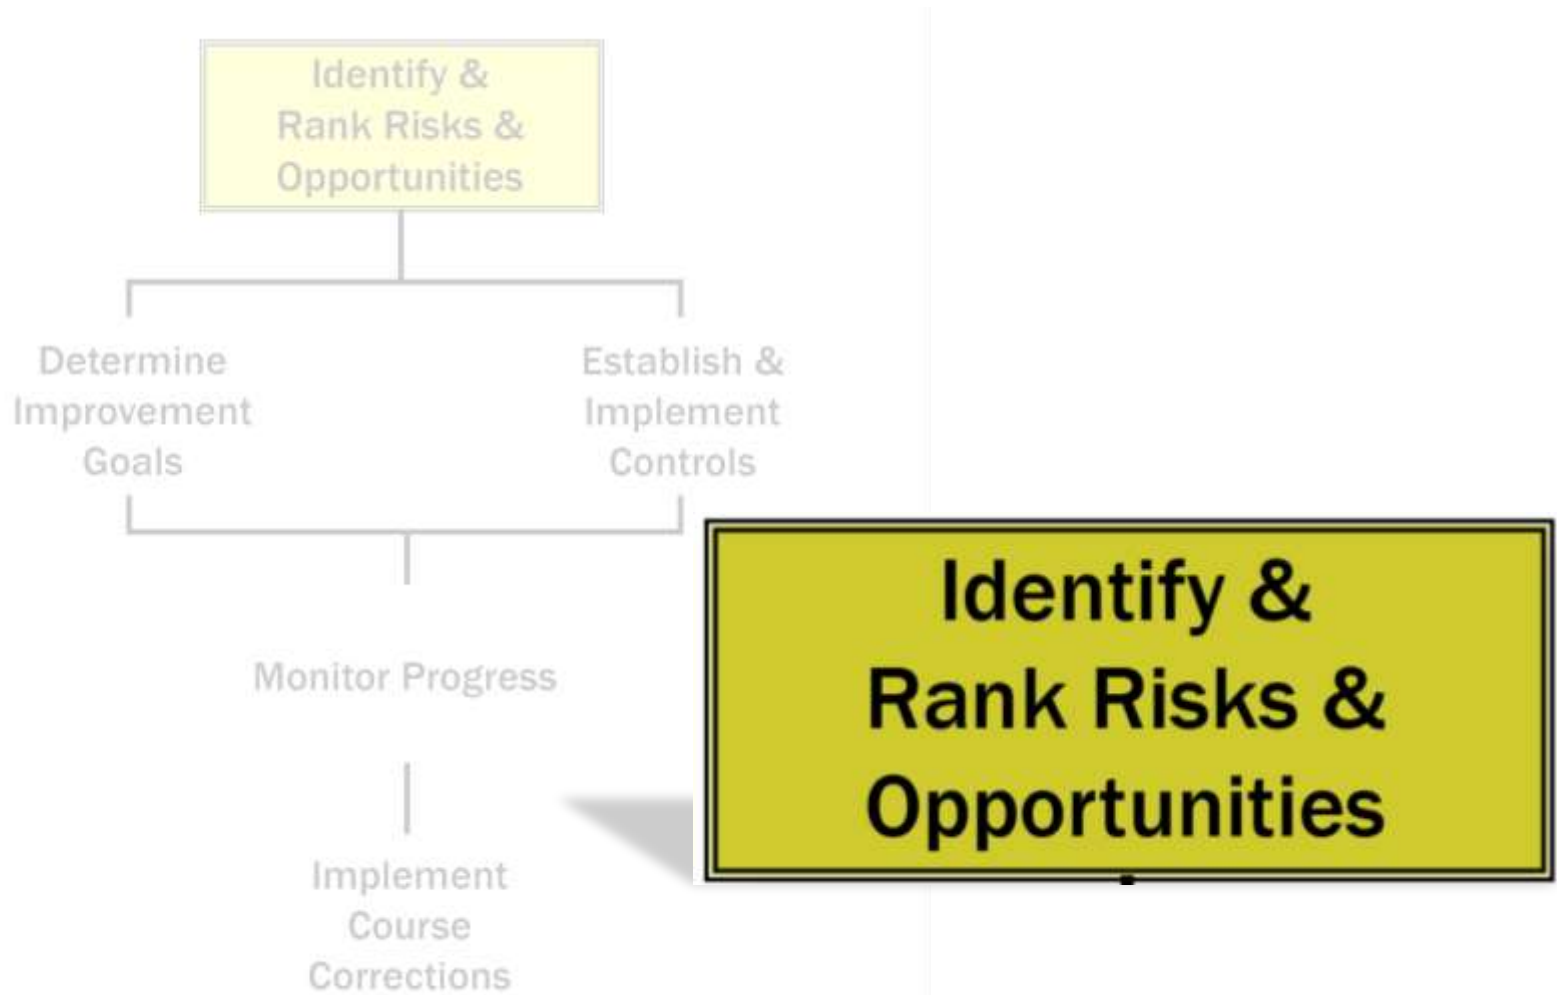 Identify &
Rank Risks &
Opportunities
Determine
Improvement
Goals
Establish &
Implement
Controls
Monitor Progress
Implement
Course
Corrections
Identify &
Rank Risks &
Opportunities